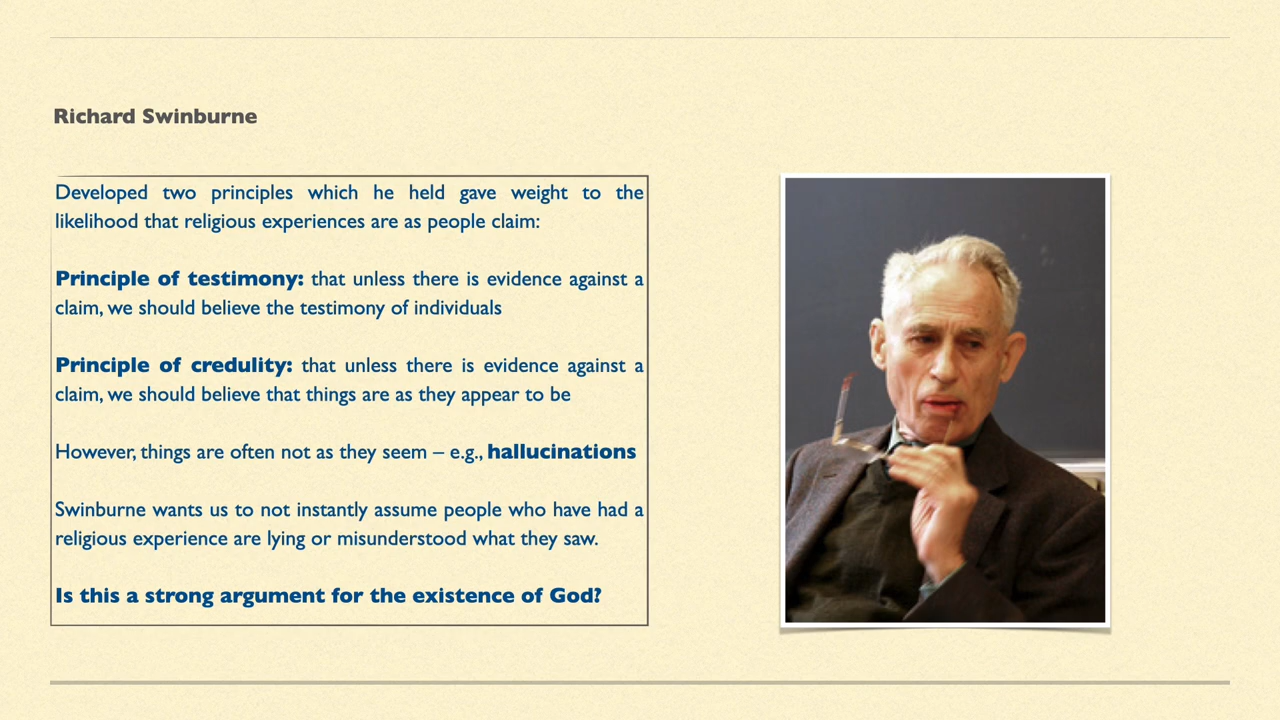 Richard Swinburne
Developed two principles which he held gave weight to the
likelihood that religious experiences are as people claim:
Principle of testimony: that unless there is evidence against a
claim, we should believe the testimony of individuals
Principle of credulity: that unless there is evidence against a
claim, we should believe that things are as they appear to be
However, things are often not as they seem – e.g., hallucinations
Swinburne wants us to not instantly assume people who have had a
religious experience are lying or misunderstood what they saw.
Is this a strong argument for the existence of God?